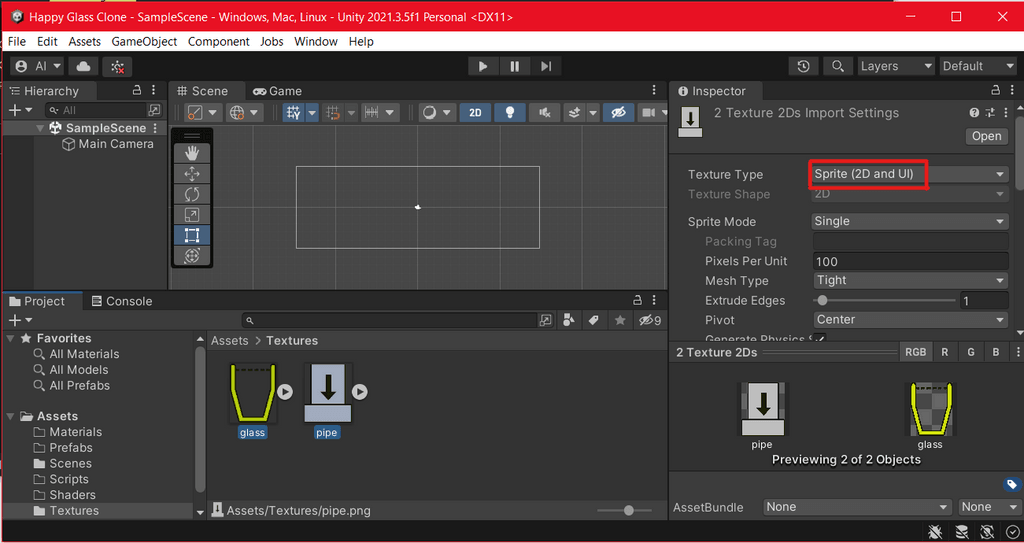 Happy Glass Clone - SampleScene - Windows, Mac, Linux - Unity 2021.3.5f1 Personal <DX11>
File Edit Assets GameObject Component Jobs Window Help
AI Layers Default
Hierarchy
All
SampleScene
Main Camera
Scene Game
2D
Inspector
2 Texture 2Ds Import Settings
Open
Texture Type Sprite (2D and UI)
Texture Shape 2D
Sprite Mode Single
Packing Tag
Pixels Per Unit 100
Mesh Type Tight
Extrude Edges 1
Pivot Center
Generate Physics S
Project Console
9
Favorites
All Materials
All Models
All Prefabs
Assets
Materials
Prefabs
Scenes
Scripts
Shaders
Textures
Assets > Textures
glass pipe
Assets/Textures/pipe.png
2 Texture 2Ds RGB R G B
pipe glass
Previewing 2 of 2 Objects
AssetBundle None None